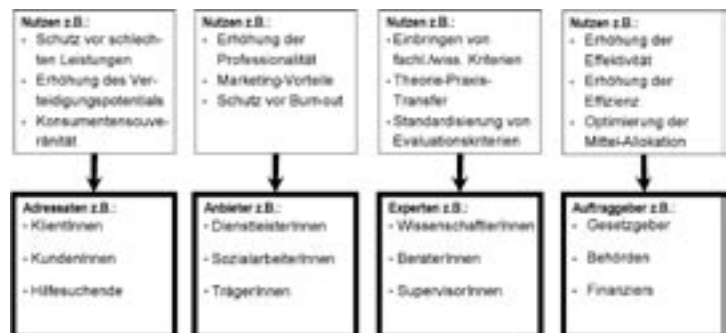 Nutzen z.B.:
- Schutz vor schlech-
ten Leistungen
- Erhöhung des Ver-
teidigungspotentials
- Konsumentensouve-
ränität
Nutzen z.B.:
- Erhöhung der
Professionalität
- Marketing-Vorteile
- Schutz vor Burn-out
Nutzen z.B.:
- Einbringen von
fachl./wiss. Kriterien
- Theorie-Praxis-
Transfer
- Standardisierung von
Evaluationskriterien
Nutzen z.B.:
- Erhöhung der
Effektivität
- Erhöhung der
Effizienz
- Optimierung der
Mittel-Allokation
Adressaten z.B.:
- KlientInnen
- KundenInnen
- Hilfesuchende
Anbieter z.B.:
- DienstleisterInnen
- SozialarbeiterInnen
- TrägerInnen
Experten z.B.:
- WissenschaftlerInnen
- BeraterInnen
- SupervisorInnen
Auftraggeber z.B.:
- Gesetzgeber
- Behörden
- Finanziers